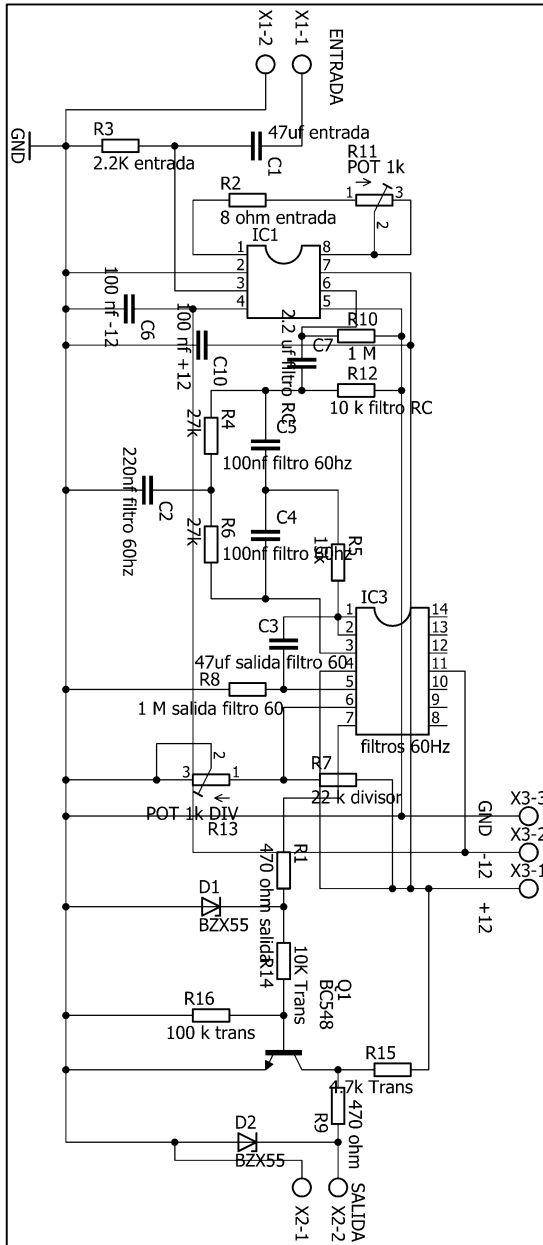 X1-2
X1-1
ENTRADA
GND
R3
2.2K entrada
47uf entrada
C1
R11
POT 1k
R2
8 ohm entrada
1
3
2
IC1
1
2
3
4
8
7
6
5
100 nf -12
C6
100 nf +12
C10
2.2 uf filtro RC
C7
R10
1 M
R12
10 k filtro RC
27k
R4
C5
100nf filtro 60hz
220nf filtro 60hz
C2
27k
R6
C4
100nf filtro 60hz
R5
IC3
C3
47uf salida filtro 60
R8
1 M salida filtro 60
1
2
3
4
5
6
7
14
13
12
11
10
9
8
filtros 60Hz
2
3
1
POT 1k DIV
R13
R7
22 k divisor
GND
-12
+12
X3-3
X3-2
X3-1
R1
470 ohm salida
D1
BZX55
R14
10K Trans
Q1
BC548
R16
100 k trans
R15
4.7k Trans
D2
BZX55
R9
470 ohm
X2-1
X2-2
SALIDA